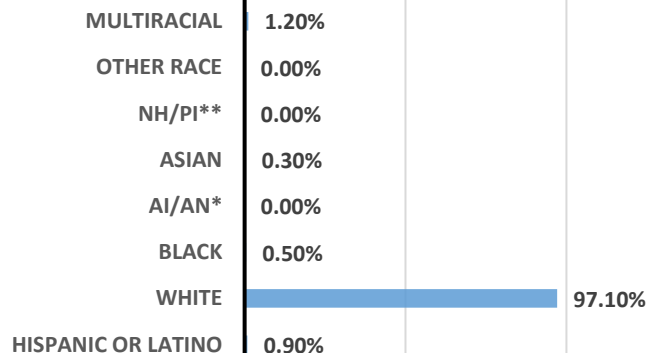 MULTIRACIAL 1.20%
OTHER RACE 0.00%
NH/PI** 0.00%
ASIAN 0.30%
AI/AN* 0.00%
BLACK 0.50%
WHITE 97.10%
HISPANIC OR LATINO 0.90%